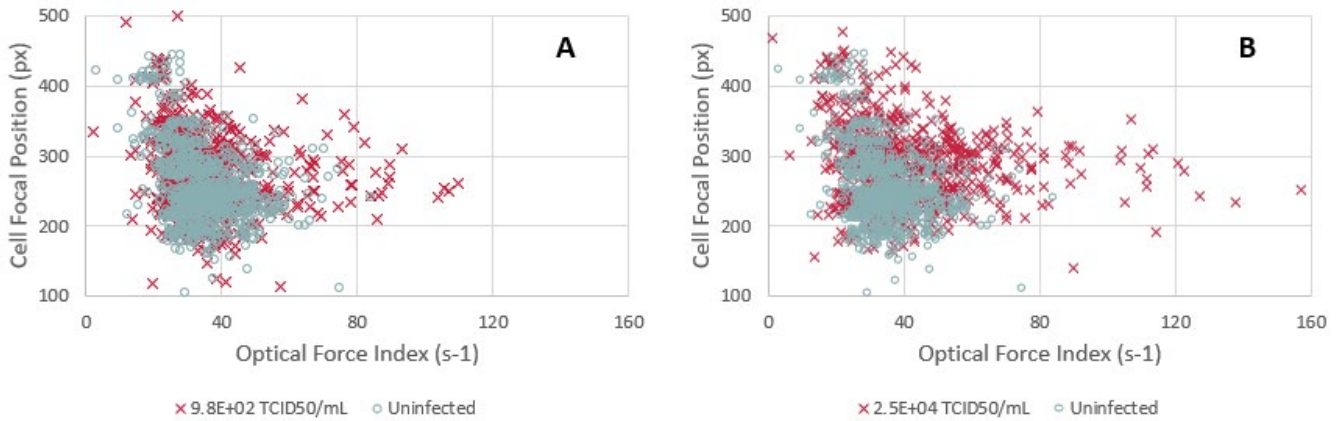 A
500
400
300
200
100
0 40 80 120 160
Cell Focal Position (px)
Optical Force Index (s-1)
9.8E+02 TCID50/mL Uninfected
B
500
400
300
200
100
0 40 80 120 160
Cell Focal Position (px)
Optical Force Index (s-1)
2.5E+04 TCID50/mL Uninfected